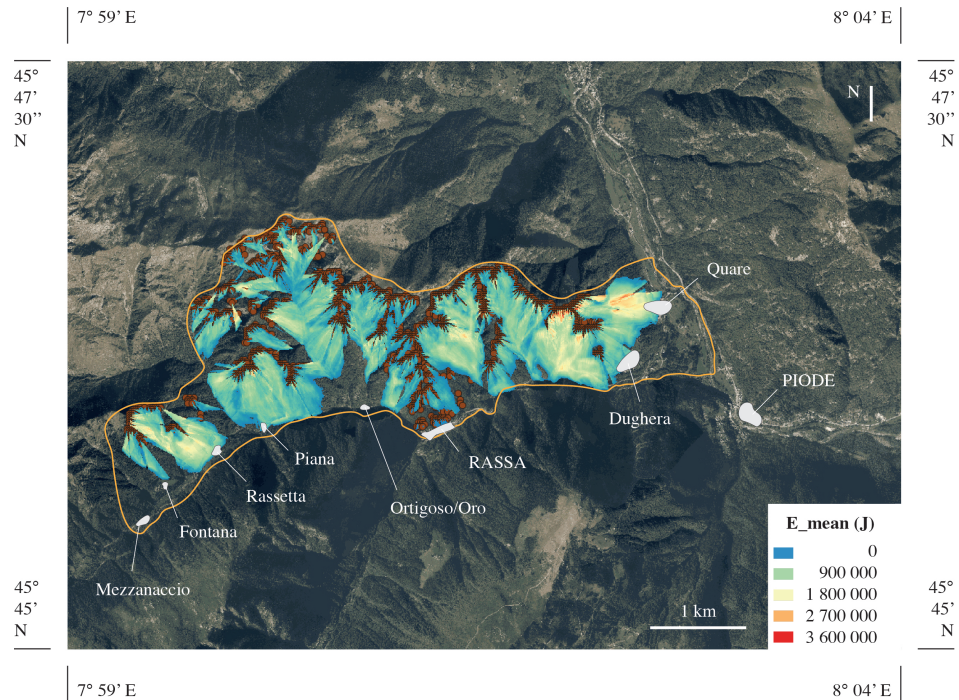 7° 59’ E
8° 04’ E
45°
47’
30’’
N
45°
47’
30’’
N
N
Quare
PIODE
Dughera
RASSA
Piana
Rassetta
Ortigoso/Oro
Fontana
Mezzanaccio
E_mean (J)
0
900 000
1 800 000
2 700 000
3 600 000
1 km
45°
45’
N
45°
45’
N
7° 59’ E
8° 04’ E